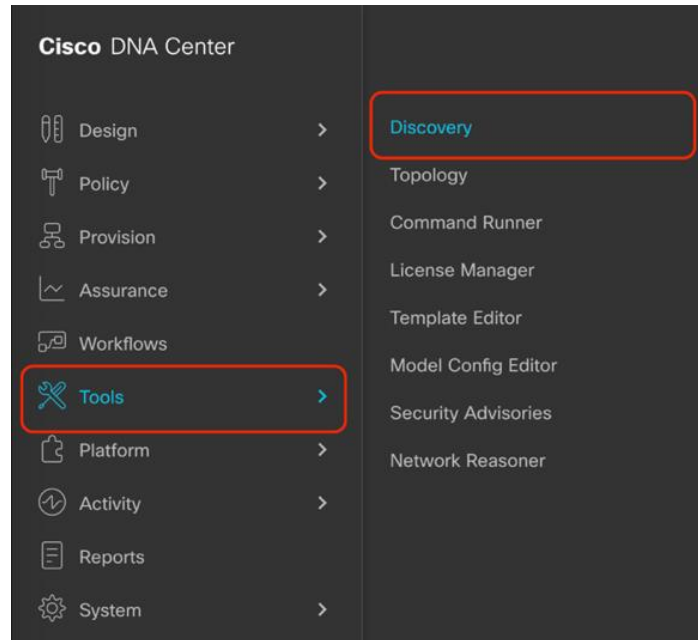 Cisco DNA Center
Design
Policy
Provision
Assurance
Workflows
Tools
Platform
Activity
Reports
System
Discovery
Topology
Command Runner
License Manager
Template Editor
Model Config Editor
Security Advisories
Network Reasoner